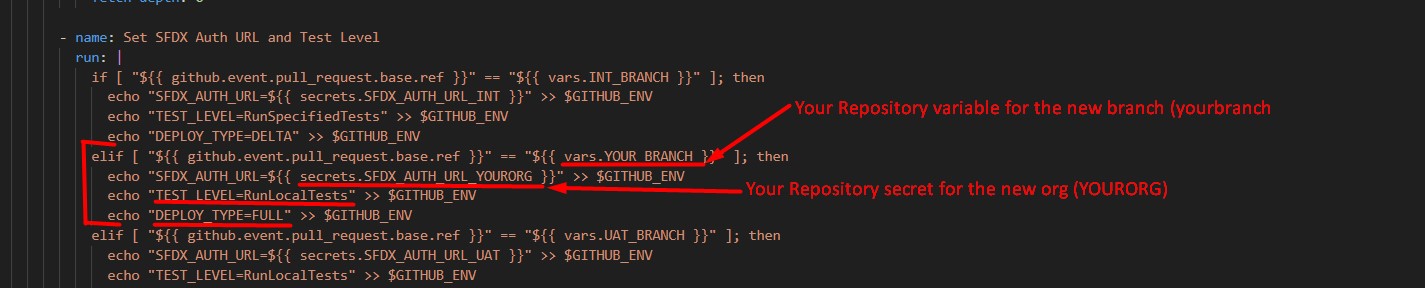 - name: Set SFDX Auth URL and Test Level
run: |
if [ "${{ github.event.pull_request.base.ref }}" == "${{ vars.INT_BRANCH }}" ]; then
echo "SFDX_AUTH_URL=${{ secrets.SFDX_AUTH_URL_INT }}" >> $GITHUB_ENV
Your Repository variable for the new branch (yourbranch
echo "TEST_LEVEL=RunSpecifiedTests" >> $GITHUB_ENV
echo "DEPLOY_TYPE=DELTA" >> $GITHUB_ENV
elif [ "${{ github.event.pull_request.base.ref }}" == "${{ vars.YOUR_BRANCH }}" ]; then
echo "SFDX_AUTH_URL=${{ secrets.SFDX_AUTH_URL_YOURORG }}" >> $GITHUB_ENV
Your Repository secret for the new org (YOURORG)
echo "TEST_LEVEL=RunLocalTests" >> $GITHUB_ENV
echo "DEPLOY_TYPE=FULL" >> $GITHUB_ENV
elif [ "${{ github.event.pull_request.base.ref }}" == "${{ vars.UAT_BRANCH }}" ]; then
echo "SFDX_AUTH_URL=${{ secrets.SFDX_AUTH_URL_UAT }}" >> $GITHUB_ENV
echo "TEST_LEVEL=RunLocalTests" >> $GITHUB_ENV